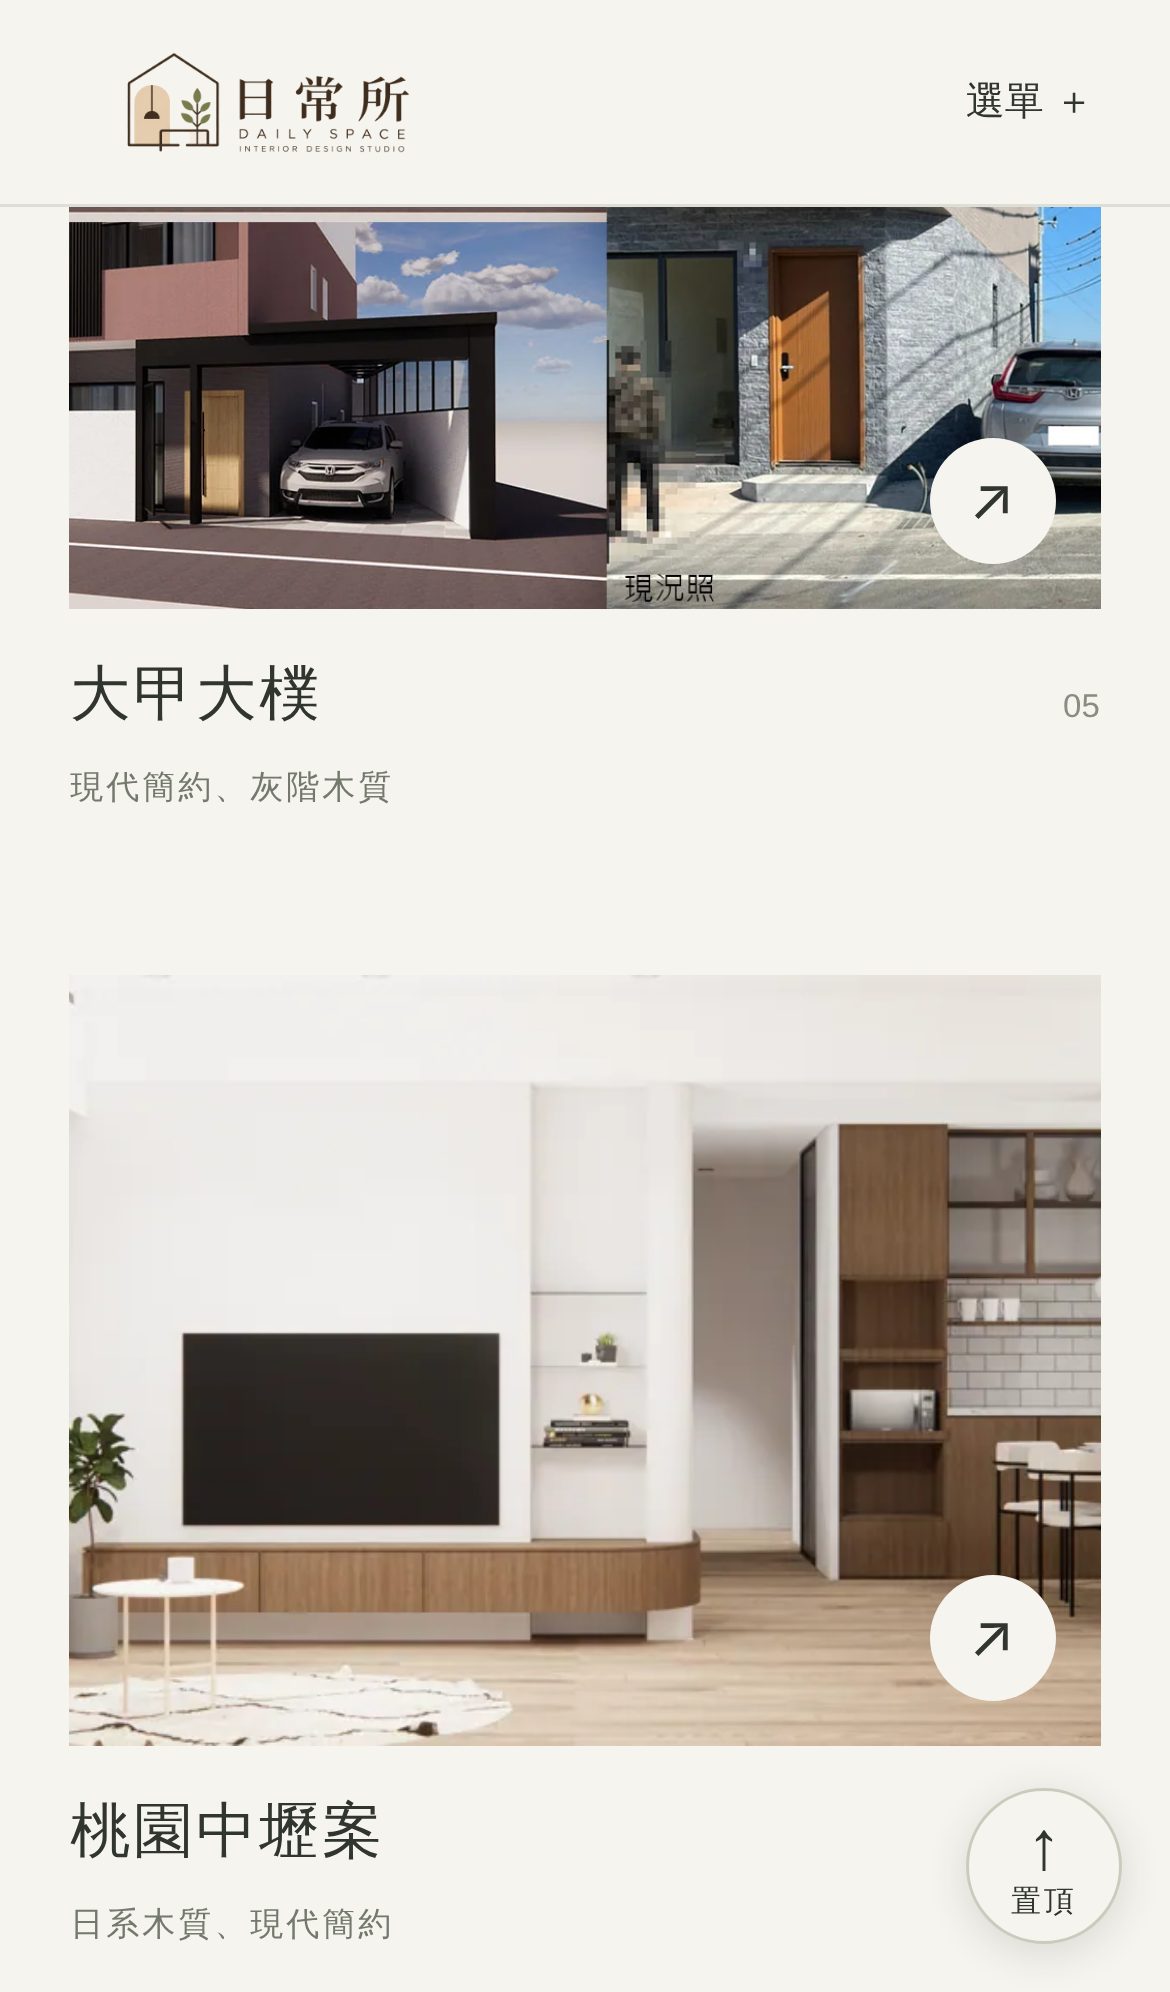 日常所
DAILY SPACE
INTERIOR DESIGN STUDIO
選單 +
現況照
大甲大樸
05
現代簡約、灰階木質
桃園中壢案
↑
置頂
日系木質、現代簡約